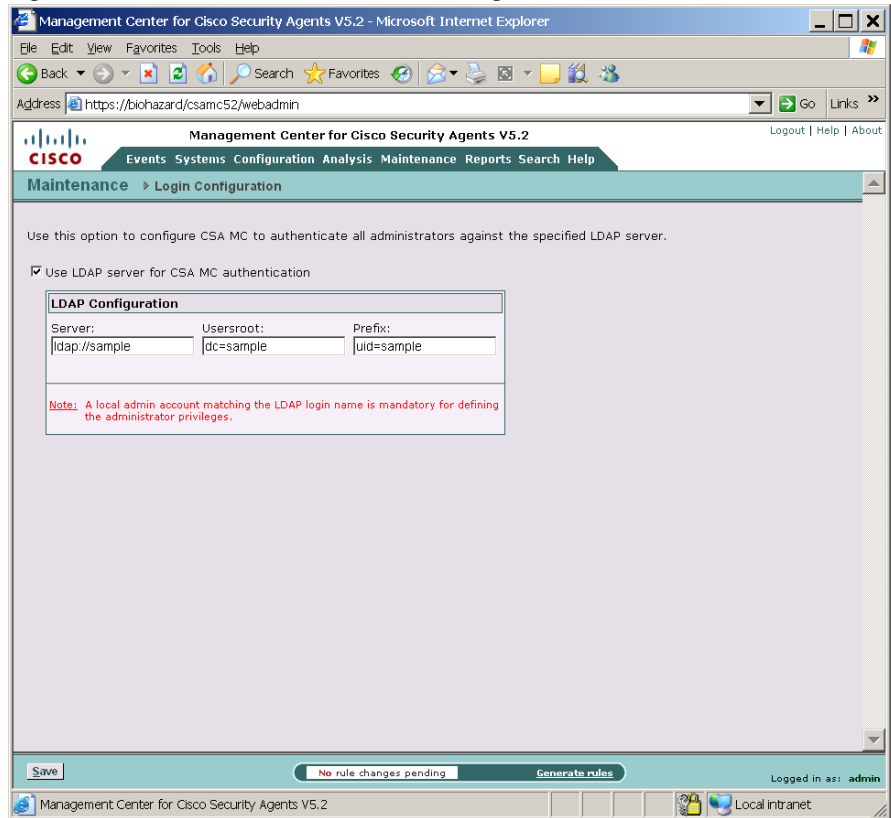 Management Center for Cisco Security Agents V5.2 - Microsoft Internet Explorer
File Edit View Favorites Tools Help
Back Search Favorites
Address https://biohazard/csamc52/webadmin Go Links »
Management Center for Cisco Security Agents V5.2 Logout | Help | About
CISCO Events Systems Configuration Analysis Maintenance Reports Search Help
Maintenance > Login Configuration
Use this option to configure CSA MC to authenticate all administrators against the specified LDAP server.
Use LDAP server for CSA MC authentication
LDAP Configuration
Server: Usersroot: Prefix:
ldap://sample dc=sample uid=sample
Note: A local admin account matching the LDAP login name is mandatory for defining
the administrator privileges.
Save No rule changes pending Generate rules Logged in as: admin
Management Center for Cisco Security Agents V5.2 Local intranet